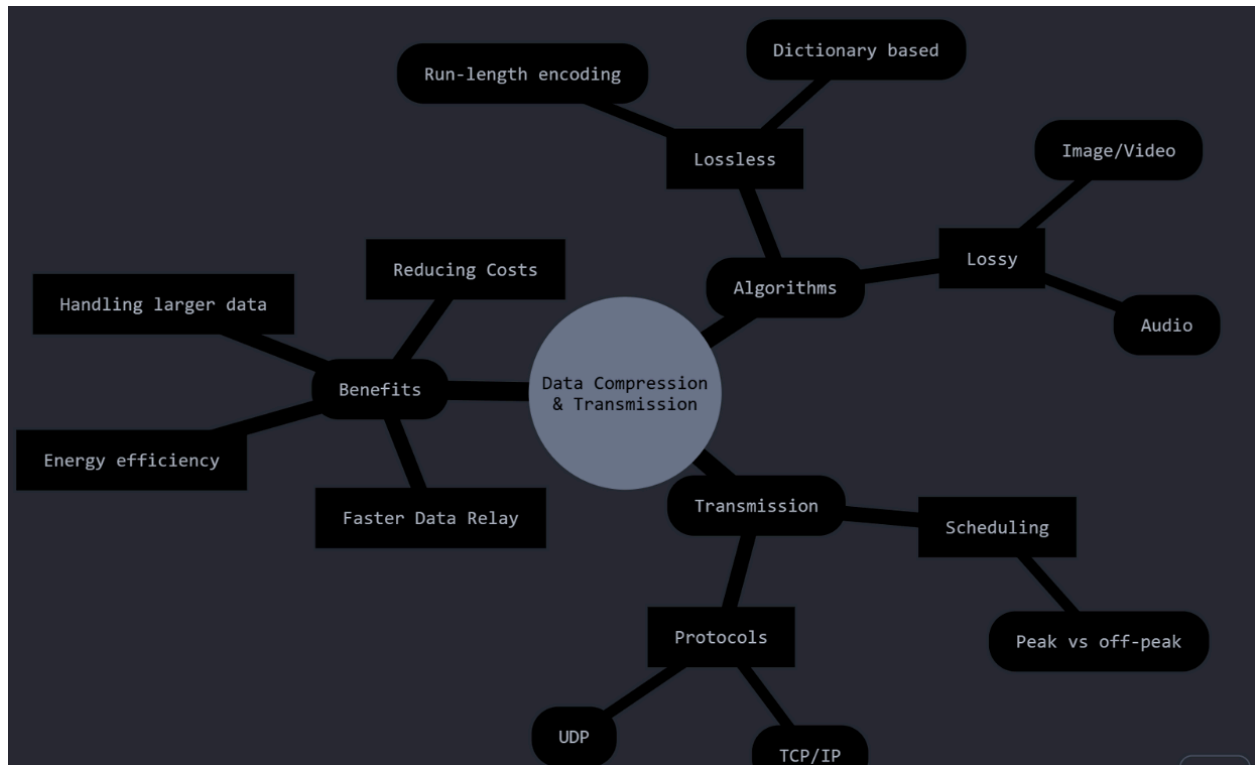 Dictionary based
Run-length encoding
Lossless
Image/Video
Lossy
Reducing Costs
Algorithms
Handling larger data
Audio
Benefits
Data Compression
& Transmission
Energy efficiency
Transmission
Faster Data Relay
Scheduling
Protocols
Peak vs off-peak
UDP
TCP/IP